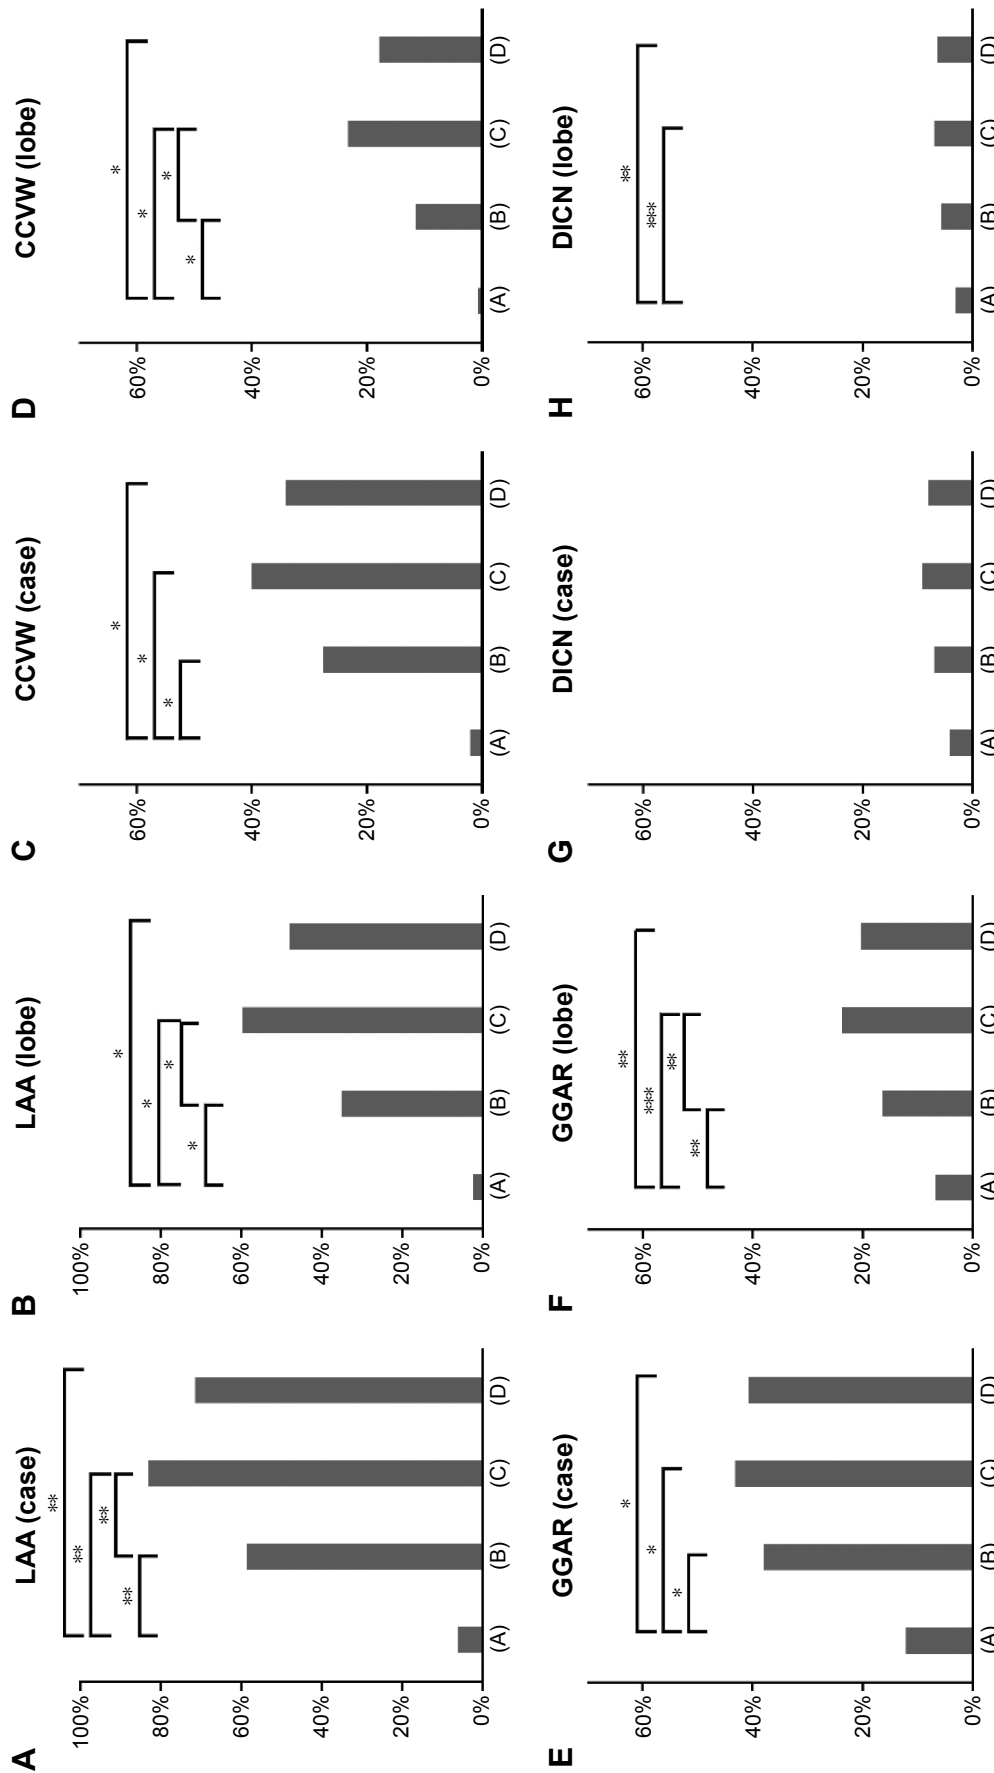 A
LAA (case)
100%
80%
60%
40%
20%
0%
** ** ** **
(A) (B) (C) (D)
B
LAA (lobe)
100%
80%
60%
40%
20%
0%
* * * *
(A) (B) (C) (D)
C
CCVW (case)
60%
40%
20%
0%
* * *
(A) (B) (C) (D)
D
CCVW (lobe)
60%
40%
20%
0%
* * * *
(A) (B) (C) (D)
E
GGAR (case)
60%
40%
20%
0%
* * *
(A) (B) (C) (D)
F
GGAR (lobe)
60%
40%
20%
0%
** *** ** **
(A) (B) (C) (D)
G
DICN (case)
60%
40%
20%
0%
(A) (B) (C) (D)
H
DICN (lobe)
60%
40%
20%
0%
** ***
(A) (B) (C) (D)